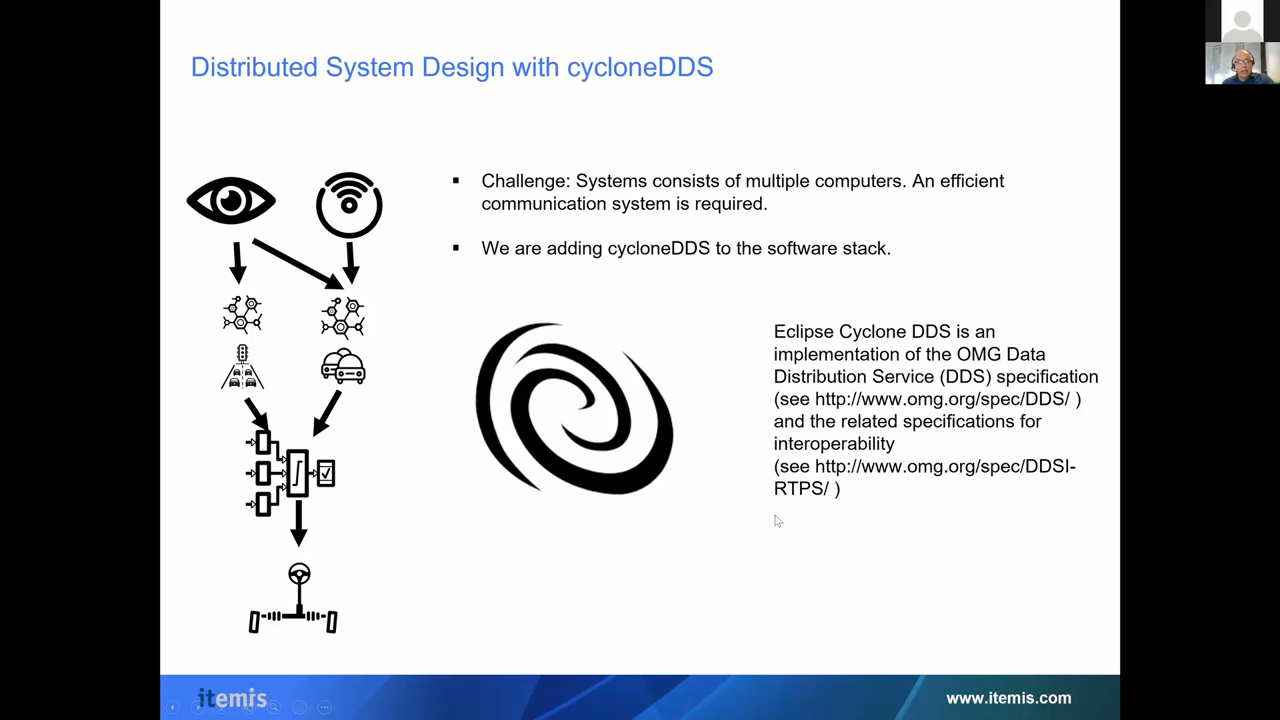 Distributed System Design with cycloneDDS
▪ Challenge: Systems consists of multiple computers. An efficient
communication system is required.
▪ We are adding cycloneDDS to the software stack.
Eclipse Cyclone DDS is an
implementation of the OMG Data
Distribution Service (DDS) specification
(see http://www.omg.org/spec/DDS/ )
and the related specifications for
interoperability
(see http://www.omg.org/spec/DDSI-
RTPS/ )
itemis
www.itemis.com